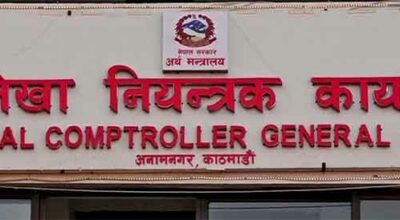 नेपाल सरकार
अर्थ मन्त्रालय
लेखा नियन्त्रक कार्या
AL COMPTROLLER GENERAL
अनामनगर, काठमाडौं